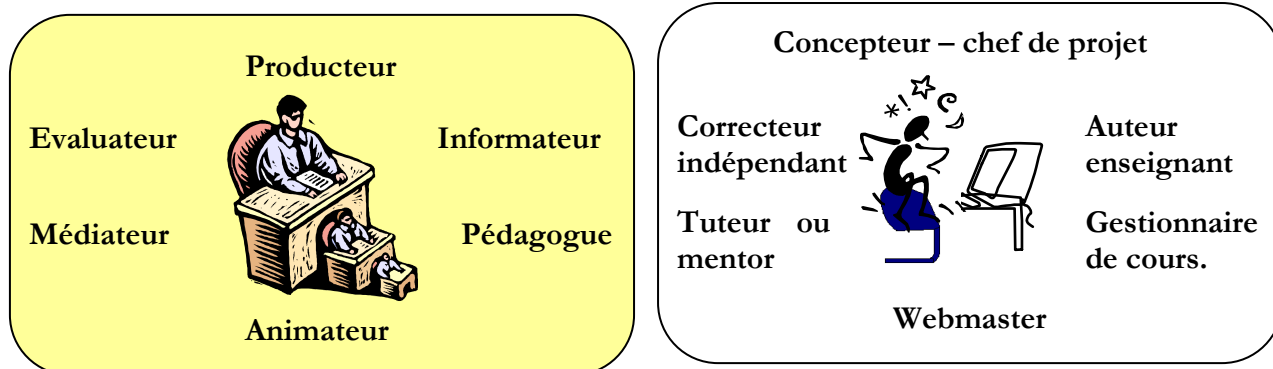 Producteur
Evaluateur
Informateur
Médiateur
Pédagogue
Animateur
Concepteur – chef de projet
Correcteur
indépendant
Auteur
enseignant
Tuteur ou
mentor
Gestionnaire
de cours.
Webmaster